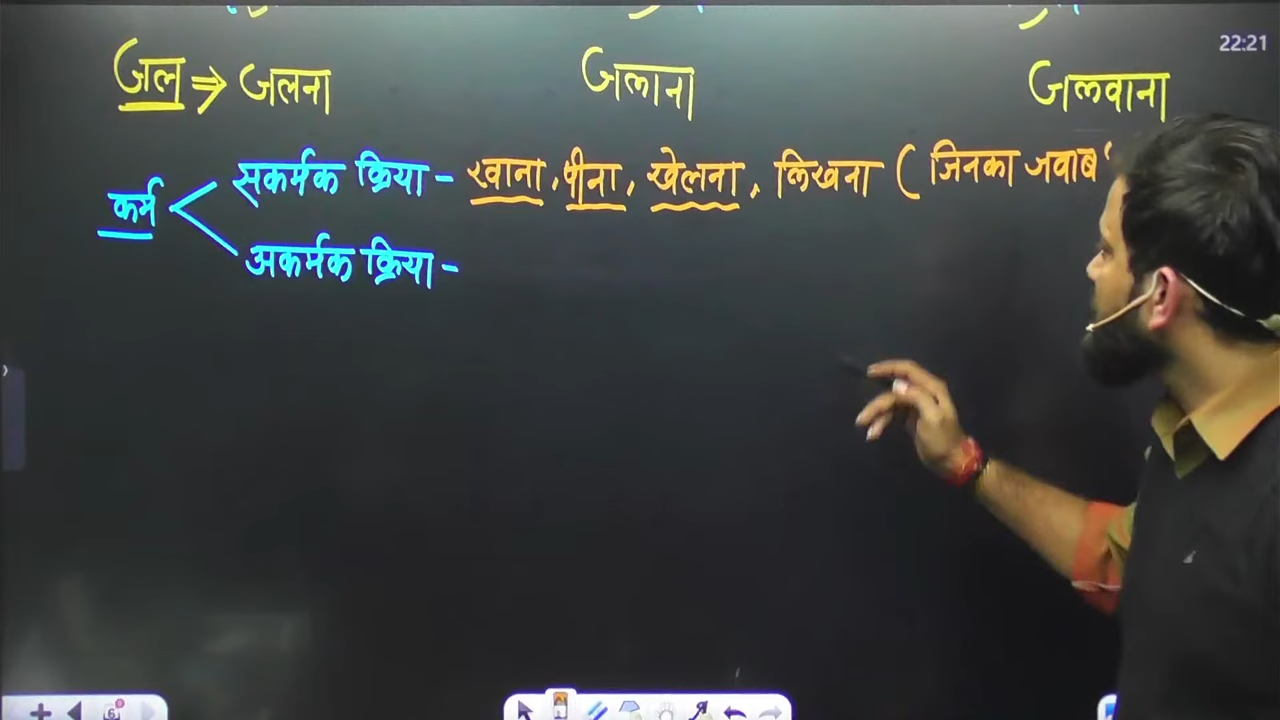 22:21
जल ⇒ जलना जलाना जलवाना
कर्म
सकर्मक क्रिया - खाना, पीना, खेलना, लिखना ( जिनका जवाब '
अकर्मक क्रिया -